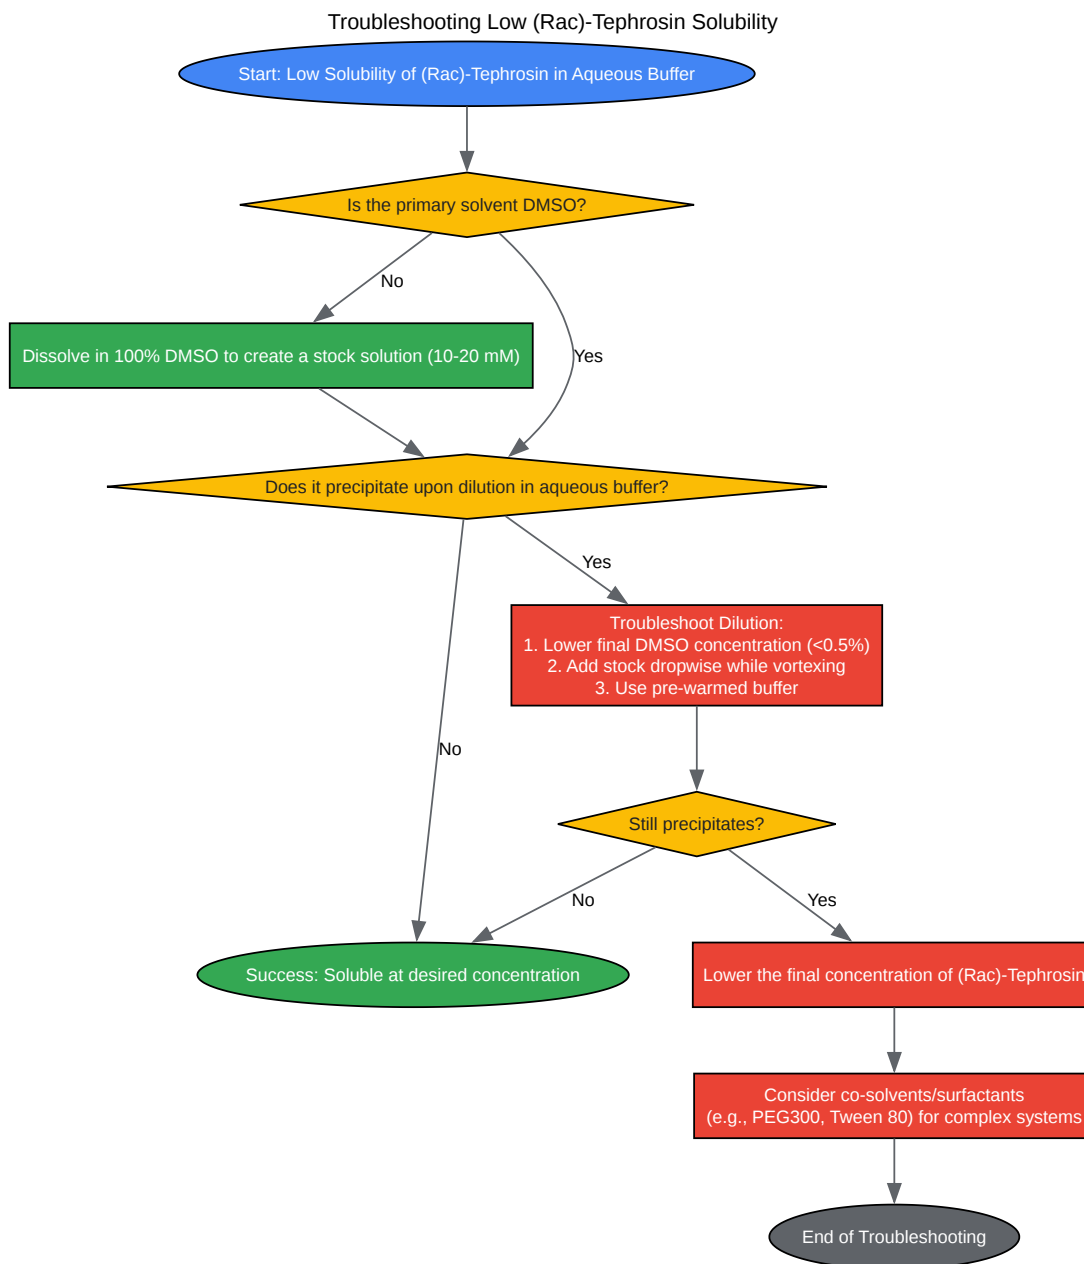 Troubleshooting Low (Rac)-Tephrosin Solubility
Start: Low Solubility of (Rac)-Tephrosin in Aqueous Buffer
Is the primary solvent DMSO?
No
Dissolve in 100% DMSO to create a stock solution (10-20 mM)
Yes
Does it precipitate upon dilution in aqueous buffer?
Yes
Troubleshoot Dilution:
1. Lower final DMSO concentration (<0.5%)
2. Add stock dropwise while vortexing
3. Use pre-warmed buffer
No
Still precipitates?
No
Yes
Success: Soluble at desired concentration
Lower the final concentration of (Rac)-Tephrosin
Consider co-solvents/surfactants
(e.g., PEG300, Tween 80) for complex systems
End of Troubleshooting